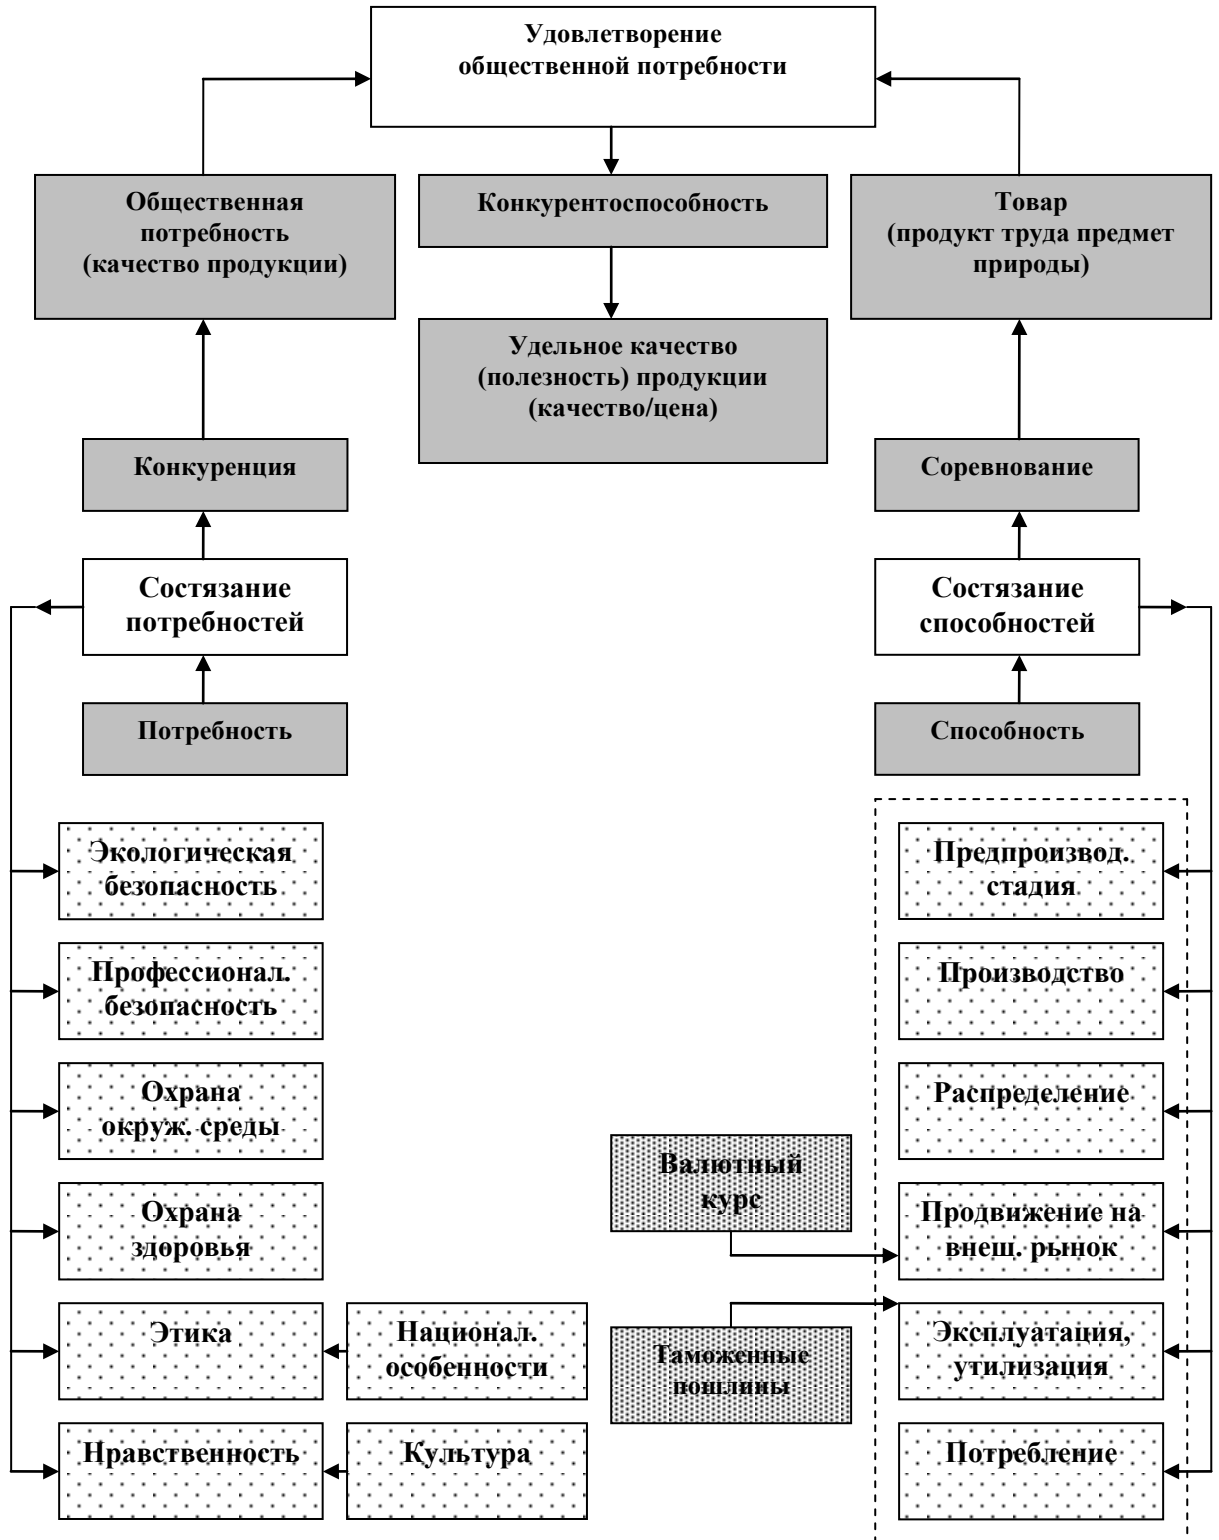 Удовлетворение
общественной потребности
Общественная
потребность
(качество продукции)
Конкурентоспособность
Товар
(продукт труда предмет
природы)
Удельное качество
(полезность) продукции
(качество/цена)
Конкуренция
Соревнование
Состязание
потребностей
Состязание
способностей
Потребность
Способность
Экологическая
безопасность
Предпроизвод.
стадия
Профессионал.
безопасность
Производство
Охрана
окруж. среды
Распределение
Валютный
курс
Охрана
здоровья
Продвижение на
внеш. рынок
Этика
Национал.
особенности
Таможенные
пошлины
Эксплуатация,
утилизация
Нравственность
Культура
Потребление